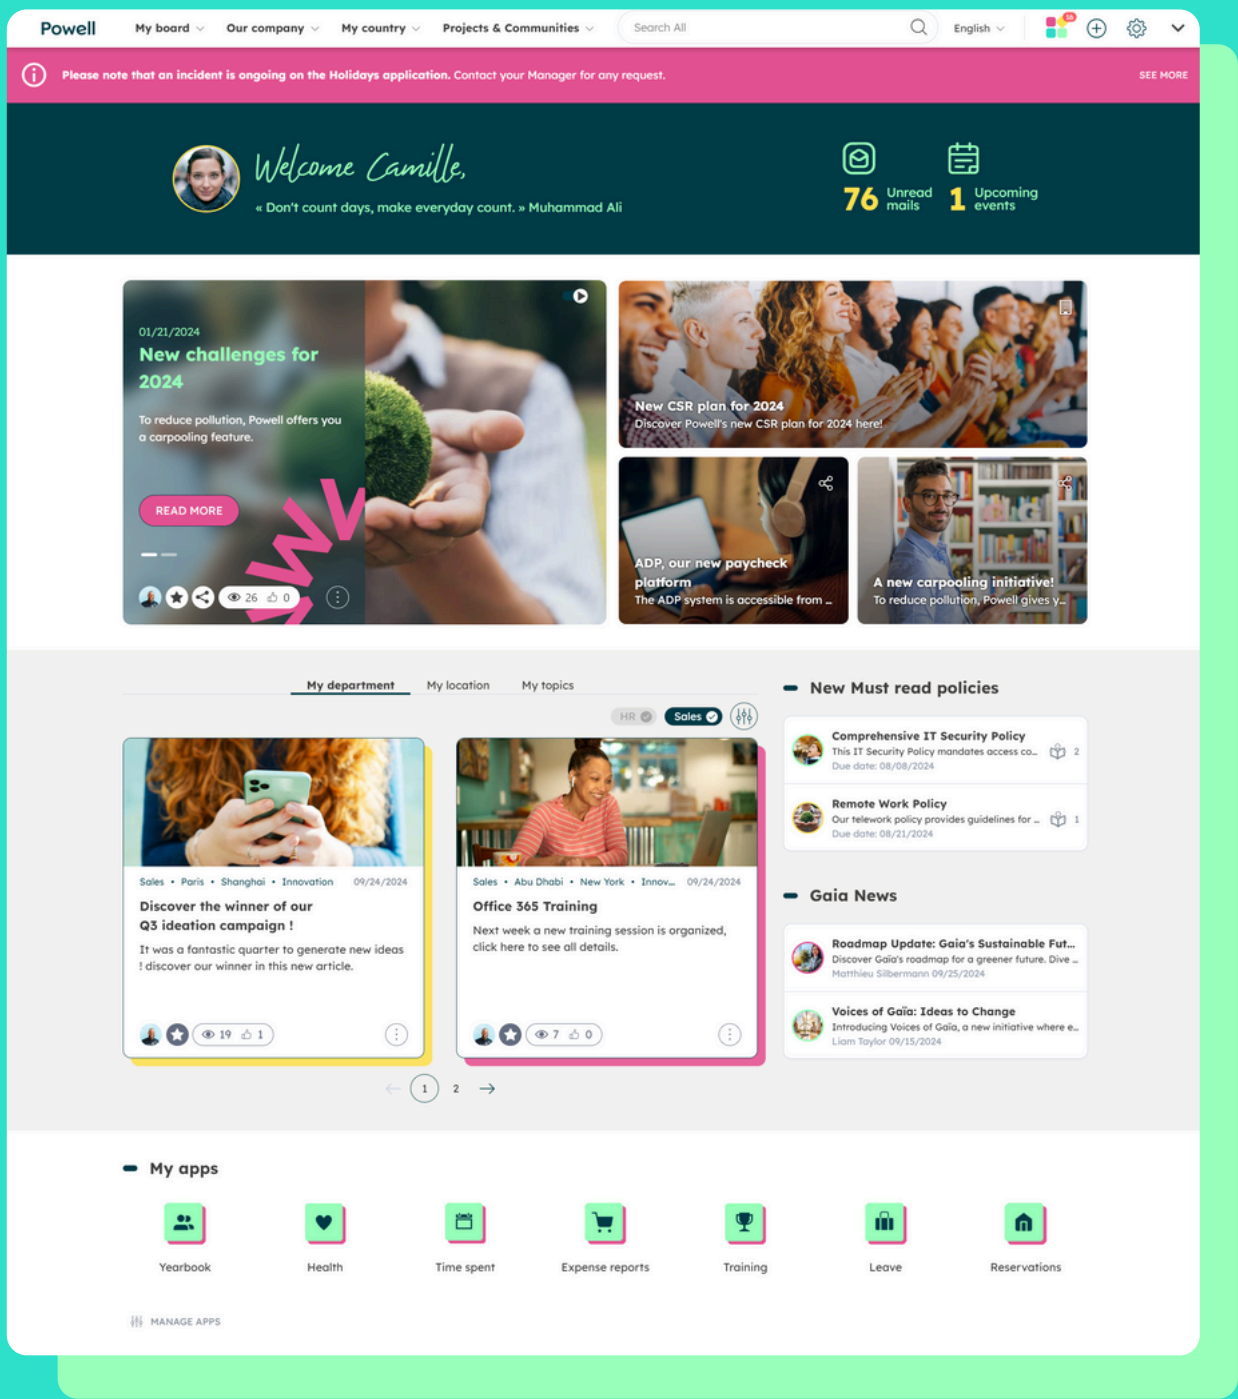 Powell
My board
Our company
My country
Projects & Communities
Search All
English
16
Please note that an incident is ongoing on the Holidays application. Contact your Manager for any request.
SEE MORE
Welcome Camille,
« Don't count days, make everyday count. » Muhammad Ali
76 Unread mails
1 Upcoming events
01/21/2024
New challenges for
2024
To reduce pollution, Powell offers you
a carpooling feature.
READ MORE
26 0
New CSR plan for 2024
Discover Powell's new CSR plan for 2024 here!
ADP, our new paycheck
platform
The ADP system is accessible from ...
A new carpooling initiative!
To reduce pollution, Powell gives y...
My department
My location
My topics
HR
Sales
Sales • Paris • Shanghai • Innovation 09/24/2024
Discover the winner of our
Q3 ideation campaign !
It was a fantastic quarter to generate new ideas
! discover our winner in this new article.
19 1
Sales • Abu Dhabi • New York • Innov... 09/24/2024
Office 365 Training
Next week a new training session is organized,
click here to see all details.
7 0
1 2
New Must read policies
Comprehensive IT Security Policy
This IT Security Policy mandates access co... 2
Due date: 08/08/2024
Remote Work Policy
Our telework policy provides guidelines for ... 1
Due date: 08/21/2024
Gaia News
Roadmap Update: Gaia's Sustainable Fut...
Discover Gaïa's roadmap for a greener future. Dive ...
Matthieu Silbermann 09/25/2024
Voices of Gaïa: Ideas to Change
Introducing Voices of Gaïa, a new initiative where e...
Liam Taylor 09/15/2024
My apps
Yearbook
Health
Time spent
Expense reports
Training
Leave
Reservations
MANAGE APPS